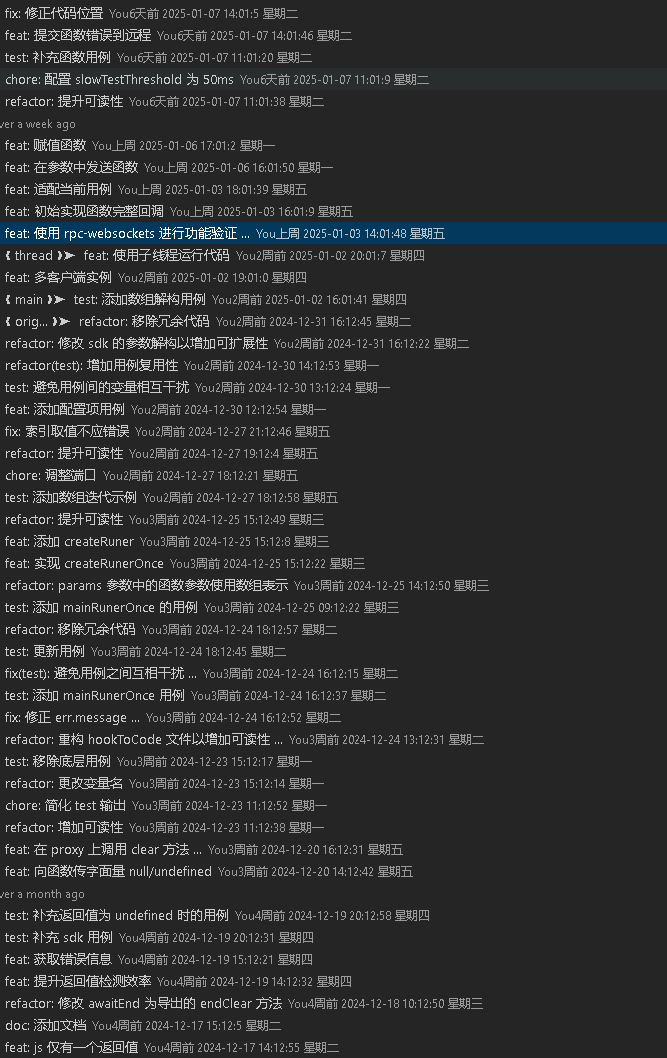 fix: 修正代码位置 You6天前 2025-01-07 14:01:5 星期二
feat: 提交函数错误到远程 You6天前 2025-01-07 14:01:46 星期二
test: 补充函数用例 You6天前 2025-01-07 11:01:20 星期二
chore: 配置 slowTestThreshold 为 50ms You6天前 2025-01-07 11:01:9 星期二
refactor: 提升可读性 You6天前 2025-01-07 11:01:38 星期二
ver a week ago
feat: 赋值函数 You上周 2025-01-06 17:01:2 星期一
feat: 在参数中发送函数 You上周 2025-01-06 16:01:50 星期一
feat: 适配当前用例 You上周 2025-01-03 18:01:39 星期五
feat: 初始实现函数完整回调 You上周 2025-01-03 16:01:9 星期五
feat: 使用 rpc-websockets 进行功能验证 ... You上周 2025-01-03 14:01:48 星期五
⟪ thread ⟫➤ feat: 使用子线程运行代码 You2周前 2025-01-02 20:01:7 星期四
feat: 多客户端实例 You2周前 2025-01-02 19:01:0 星期四
⟪ main ⟫➤ test: 添加数组解构用例 You2周前 2025-01-02 16:01:41 星期四
⟪ orig... ⟫➤ refactor: 移除冗余代码 You2周前 2024-12-31 16:12:45 星期二
refactor: 修改 sdk 的参数解构以增加可扩展性 You2周前 2024-12-31 16:12:22 星期二
refactor(test): 增加用例复用性 You2周前 2024-12-30 14:12:53 星期一
test: 避免用例间的变量相互干扰 You2周前 2024-12-30 13:12:24 星期一
feat: 添加配置项用例 You2周前 2024-12-30 12:12:54 星期一
fix: 索引取值不应错误 You2周前 2024-12-27 21:12:46 星期五
refactor: 提升可读性 You2周前 2024-12-27 19:12:4 星期五
chore: 调整端口 You2周前 2024-12-27 18:12:21 星期五
test: 添加数组迭代示例 You2周前 2024-12-27 18:12:58 星期五
refactor: 提升可读性 You3周前 2024-12-25 15:12:49 星期三
feat: 添加 createRuner You3周前 2024-12-25 15:12:8 星期三
feat: 实现 createRunerOnce You3周前 2024-12-25 15:12:22 星期三
refactor: params 参数中的函数参数使用数组表示 You3周前 2024-12-25 14:12:50 星期三
test: 添加 mainRunerOnce 的用例 You3周前 2024-12-25 09:12:22 星期三
refactor: 移除冗余代码 You3周前 2024-12-24 18:12:57 星期二
test: 更新用例 You3周前 2024-12-24 18:12:45 星期二
fix(test): 避免用例之间互相干扰 ... You3周前 2024-12-24 16:12:15 星期二
test: 添加 mainRunerOnce 用例 You3周前 2024-12-24 16:12:37 星期二
fix: 修正 err.message ... You3周前 2024-12-24 16:12:52 星期二
refactor: 重构 hookToCode 文件以增加可读性 ... You3周前 2024-12-24 13:12:31 星期二
test: 移除底层用例 You3周前 2024-12-23 15:12:17 星期一
refactor: 更改变量名 You3周前 2024-12-23 15:12:14 星期一
chore: 简化 test 输出 You3周前 2024-12-23 11:12:52 星期一
refactor: 增加可读性 You3周前 2024-12-23 11:12:38 星期一
feat: 在 proxy 上调用 clear 方法 ... You3周前 2024-12-20 16:12:31 星期五
feat: 向函数传字面量 null/undefined You3周前 2024-12-20 14:12:42 星期五
ver a month ago
test: 补充返回值为 undefined 时的用例 You4周前 2024-12-19 20:12:58 星期四
test: 补充 sdk 用例 You4周前 2024-12-19 20:12:31 星期四
feat: 获取错误信息 You4周前 2024-12-19 15:12:21 星期四
feat: 提升返回值检测效率 You4周前 2024-12-19 14:12:32 星期四
refactor: 修改 awaitEnd 为导出的 endClear 方法 You4周前 2024-12-18 10:12:50 星期三
doc: 添加文档 You4周前 2024-12-17 15:12:5 星期二
feat: js 仅有一个返回值 You4周前 2024-12-17 14:12:55 星期二